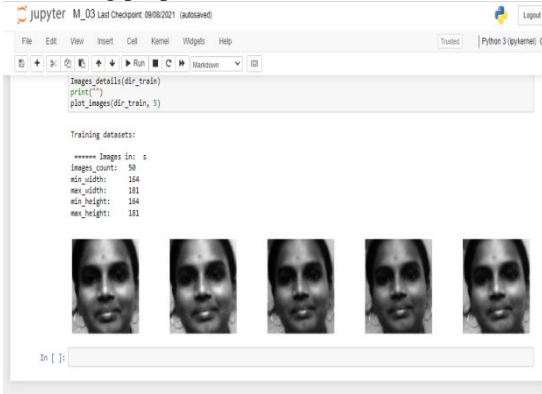 jupyter M_03 Last Checkpoint: 09/08/2021 (autosaved)
Logout
File Edit View Insert Cell Kernel Widgets Help
Trusted Python 3 (ipykernel)
Run Markdown
Images_details(dir_train)
print("")
plot_images(dir_train, 5)
Training datasets:
====== Images in: s
images_count: 50
min_width: 164
max_width: 181
min_height: 164
max_height: 181
In [ ]: